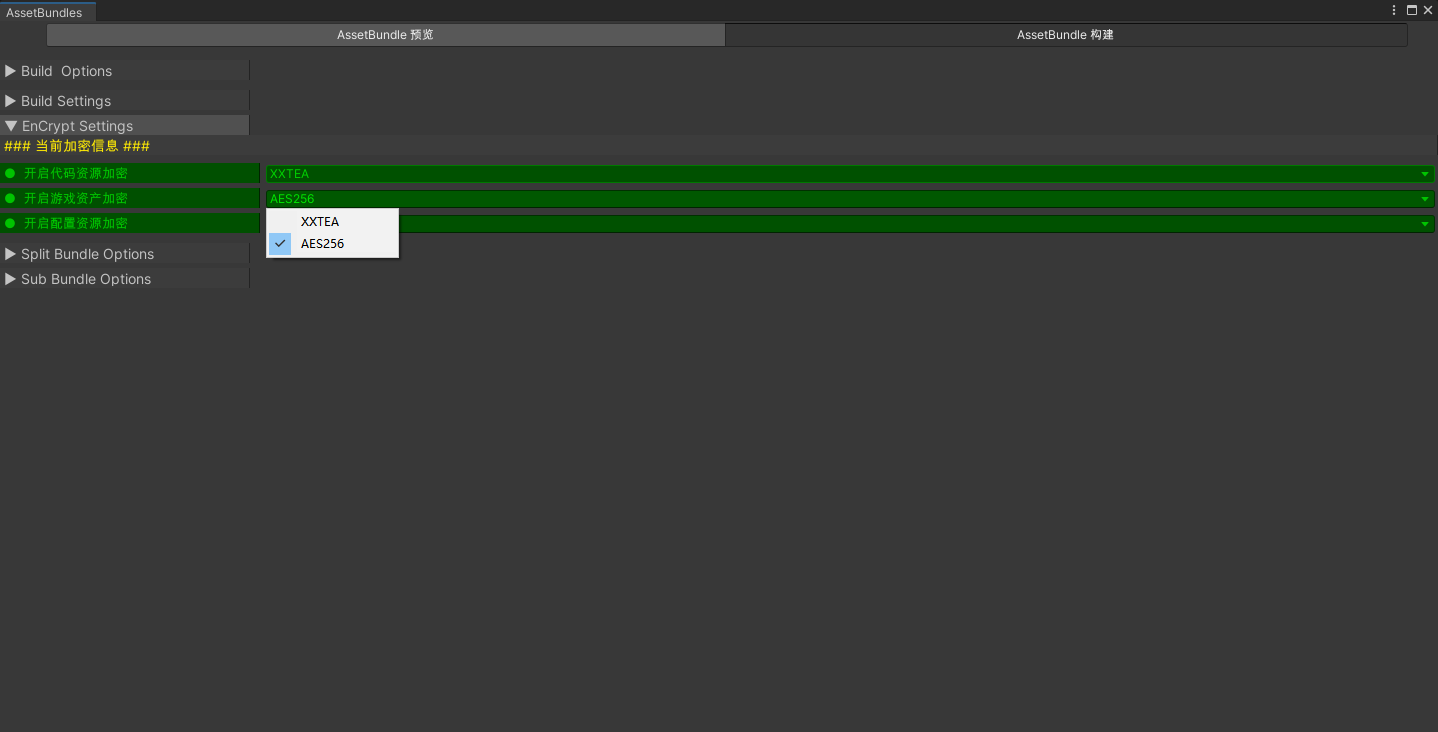 AssetBundles
AssetBundle 预览 AssetBundle 构建
Build  Options
Build Settings
EnCrypt Settings
### 当前加密信息 ###
开启代码资源加密 XXTEA
开启游戏资产加密 AES256
开启配置资源加密
XXTEA
AES256
Split Bundle Options
Sub Bundle Options